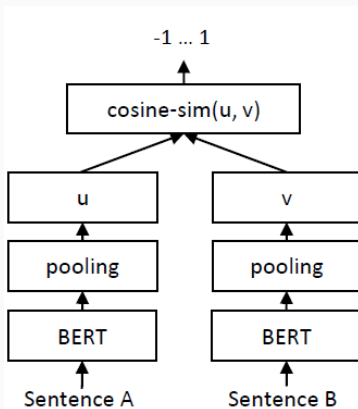 -1 ... 1
cosine-sim(u, v)
u v
pooling pooling
BERT BERT
Sentence A Sentence B